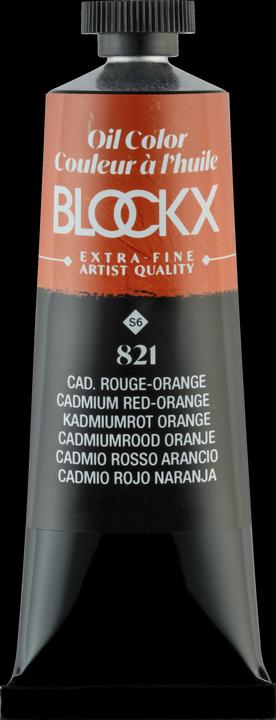 Oil Color
Couleur à l'huile
BLOCKX
EXTRA-FINE
ARTIST QUALITY
S6
821
CAD. ROUGE-ORANGE
CADMIUM RED-ORANGE
KADMIUMROT ORANGE
CADMIUMROOD ORANJE
CADMIO ROSSO ARANCIO
CADMIO ROJO NARANJA